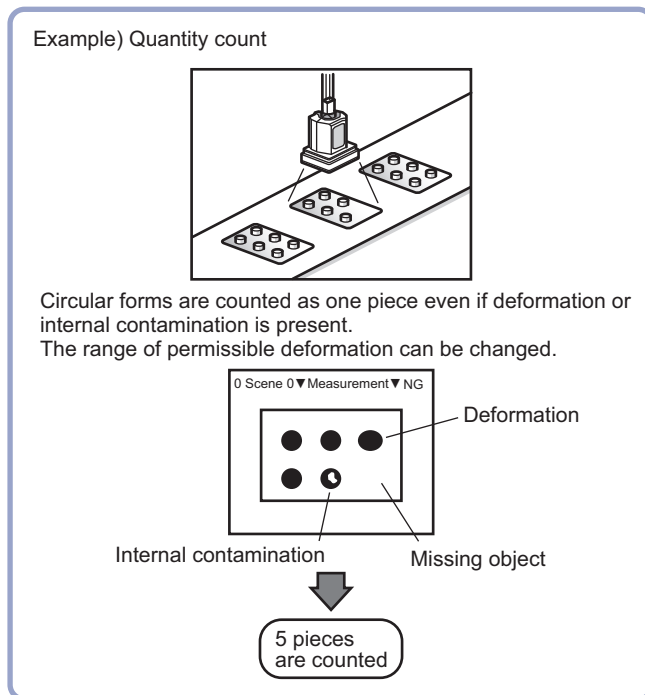 Example) Quantity count
Circular forms are counted as one piece even if deformation or
internal contamination is present.
The range of permissible deformation can be changed.
0 Scene 0▼Measurement▼ NG
Deformation
Internal contamination
Missing object
5 pieces
are counted